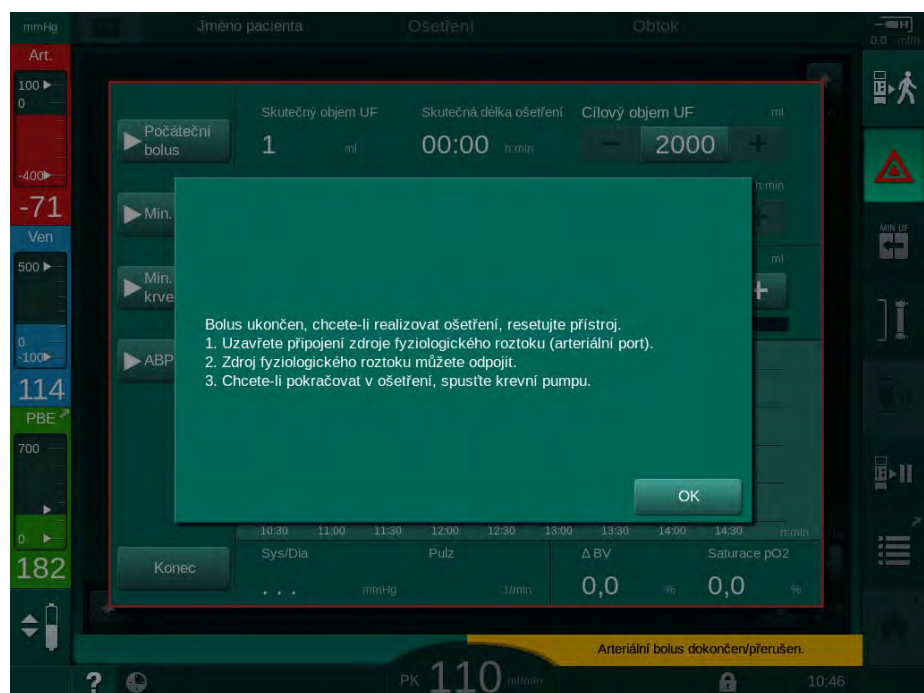 mmHg
Jméno pacienta
Ošetření
Obtok
H
0,0 ml/m
Art.
100
0
-400
-71
Ven
500
0
-100
114
PBE
700
0
182
Počáteční
bolus
Skutečný objem UF
1 ml
Skutečná délka ošetření
00:00 h:min
Cílový objem UF
ml
− 2000 +
Min.
h:min
+
Min.
krve
ml
+
ABP
MIN UF
Bolus ukončen, chcete-li realizovat ošetření, resetujte přístroj.
1. Uzavřete připojení zdroje fyziologického roztoku (arteriální port).
2. Zdroj fyziologického roztoku můžete odpojit.
3. Chcete-li pokračovat v ošetření, spusťte krevní pumpu.
OK
10:30 11:00 11:30 12:00 12:30 13:00 13:30 14:00 14:30 h:min
Konec
Sys/Dia
. . . mmHg
Pulz
1/min
Δ BV
0,0 %
Saturace pO2
0,0 %
Arteriální bolus dokončen/přerušen.
?
PK 110 ml/min
10:46